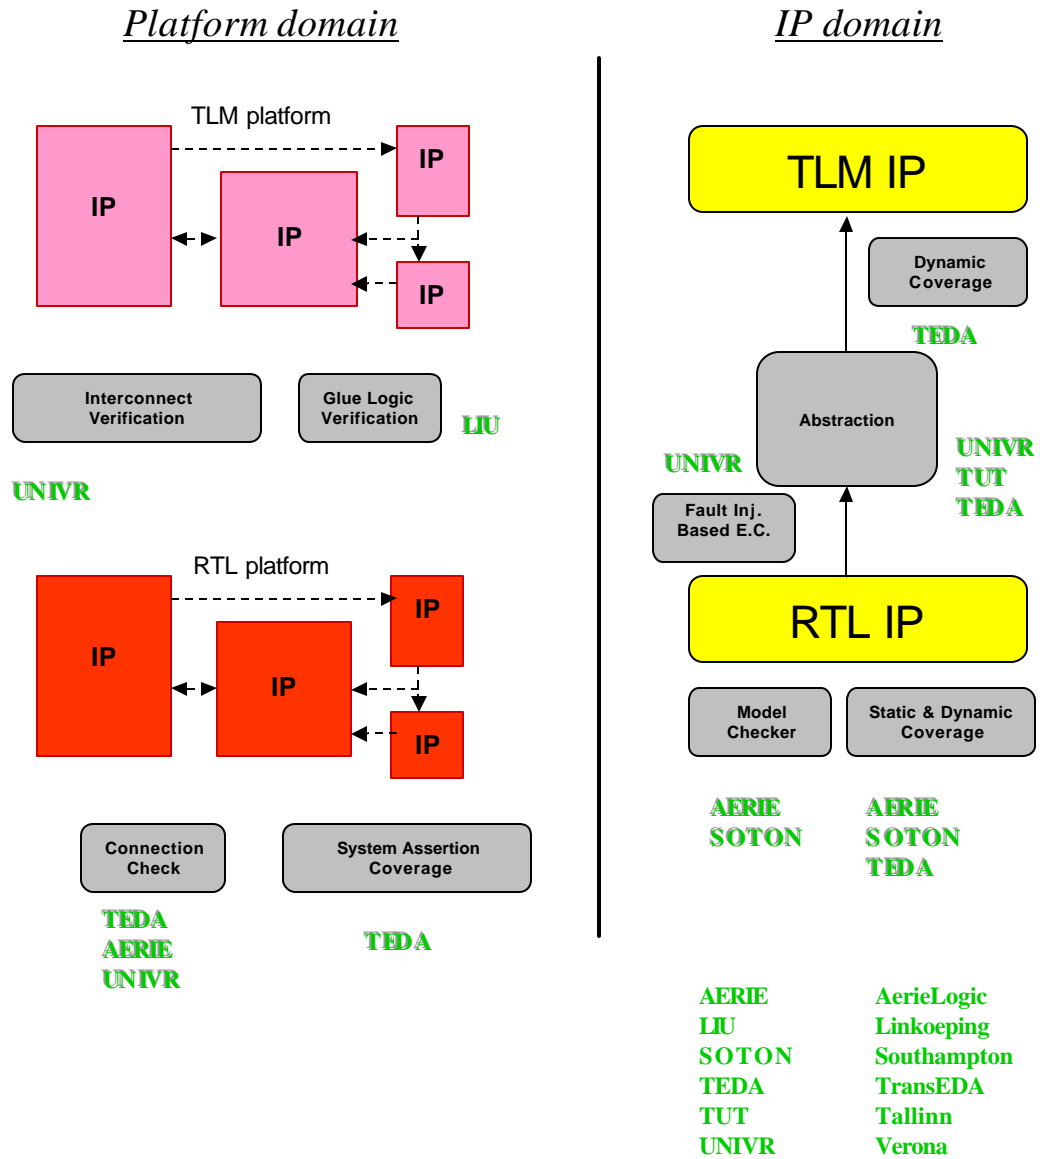 Platform domain
IP domain
TLM platform
IP
IP
IP
IP
Interconnect
Verification
Glue Logic
Verification
LIU
UNIVR
RTL platform
IP
IP
IP
IP
Connection
Check
System Assertion
Coverage
TEDA
AERIE
UNIVR
TEDA
TLM IP
Dynamic
Coverage
TEDA
Abstraction
UNIVR
UNIVR
TUT
TEDA
Fault Inj.
Based E.C.
RTL IP
Model
Checker
Static & Dynamic
Coverage
AERIE
SOTON
AERIE
SOTON
TEDA
AERIE AerieLogic
LIU Linkoeping
SOTON Southampton
TEDA TransEDA
TUT Tallinn
UNIVR Verona